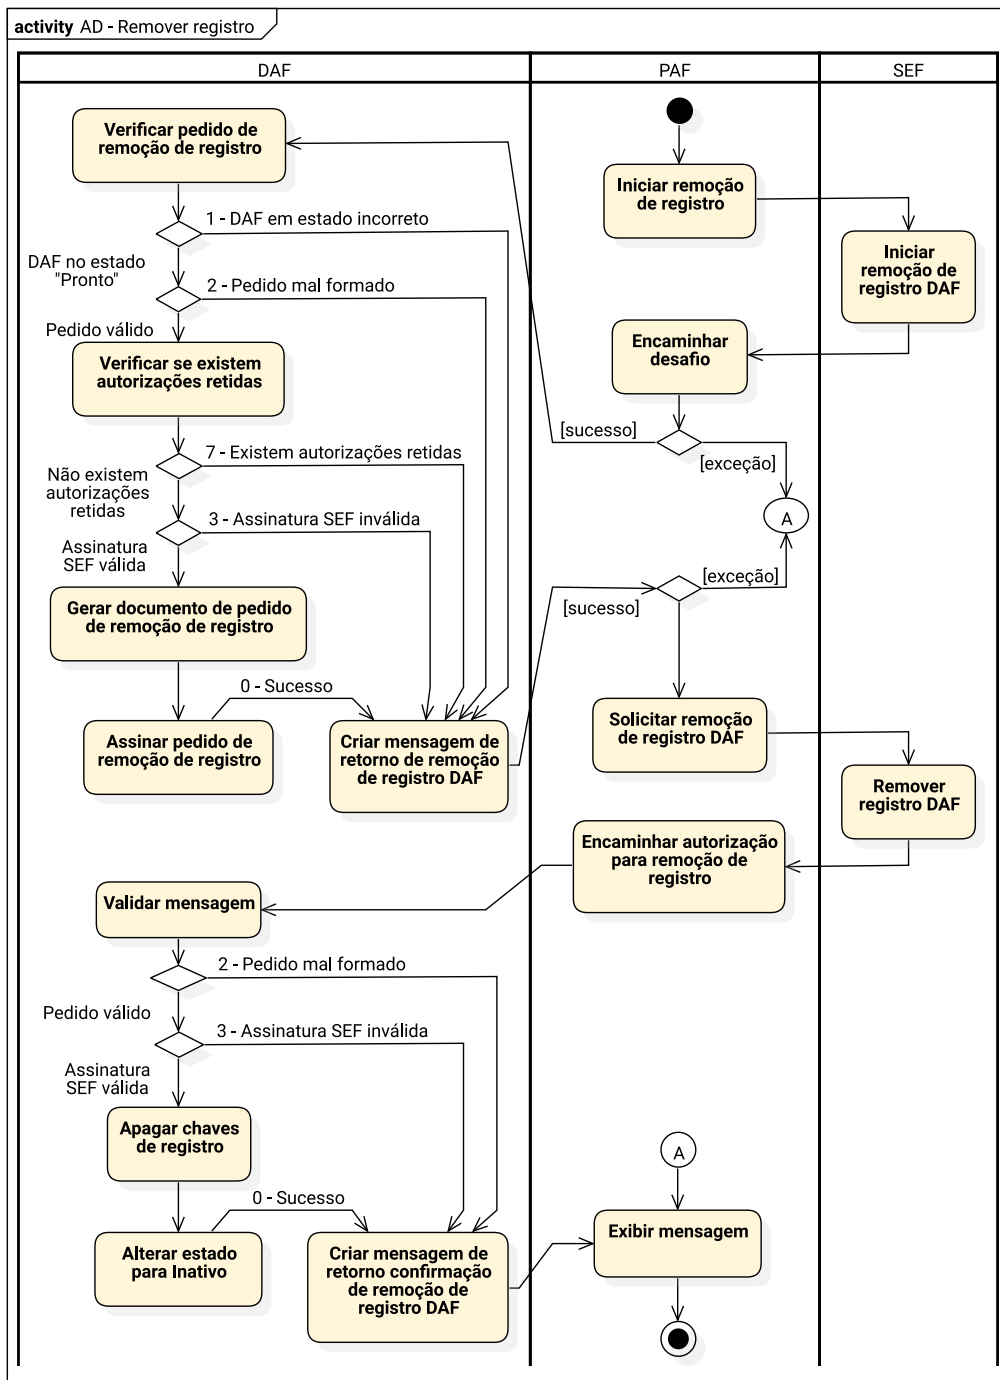 activity AD - Remover registro
DAF
PAF
SEF
Verificar pedido de
remoção de registro
1 - DAF em estado incorreto
DAF no estado
"Pronto"
2 - Pedido mal formado
Pedido válido
Verificar se existem
autorizações retidas
7 - Existem autorizações retidas
Não existem
autorizações
retidas
3 - Assinatura SEF inválida
Assinatura
SEF válida
Gerar documento de pedido
de remoção de registro
0 - Sucesso
Assinar pedido de
remoção de registro
Criar mensagem de
retorno de remoção
de registro DAF
Iniciar remoção
de registro
Iniciar
remoção de
registro DAF
Encaminhar
desafio
[sucesso]
[exceção]
A
[exceção]
[sucesso]
Solicitar remoção
de registro DAF
Remover
registro DAF
Encaminhar autorização
para remoção de
registro
Validar mensagem
2 - Pedido mal formado
Pedido válido
3 - Assinatura SEF inválida
Assinatura
SEF válida
Apagar chaves
de registro
0 - Sucesso
Alterar estado
para Inativo
Criar mensagem de
retorno confirmação
de remoção de
registro DAF
A
Exibir mensagem